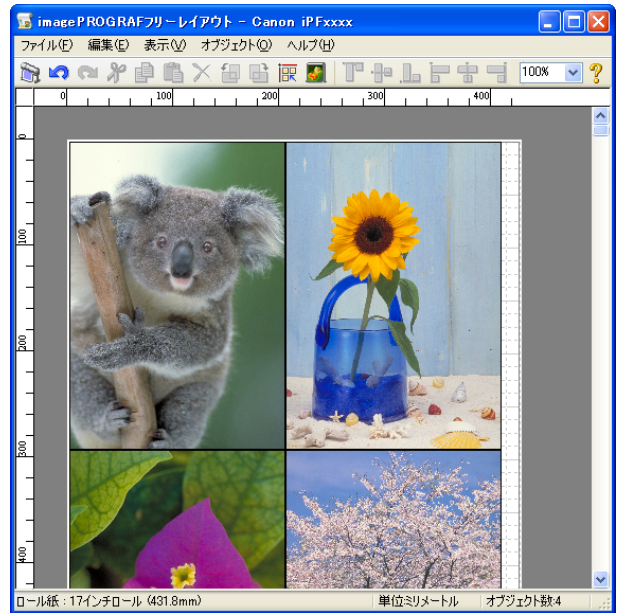 imagePROGRAFフリーレイアウト - Canon iPFxxxx
ファイル(F) 編集(E) 表示(V) オブジェクト(O) ヘルプ(H)
100%
0 100 200 300 400
0
100
200
300
400
ロール紙 : 17インチロール (431.8mm) 単位:ミリメートル オブジェクト数:4